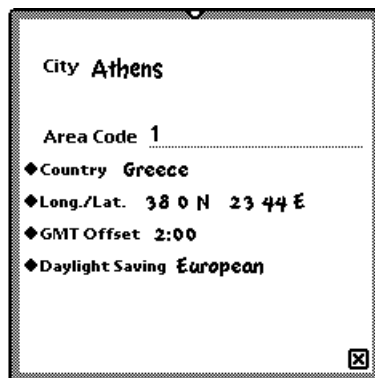 City Athens
Area Code 1
◆Country Greece
◆Long./Lat. 38 0 N 23 44 E
◆GMT Offset 2:00
◆Daylight Saving European